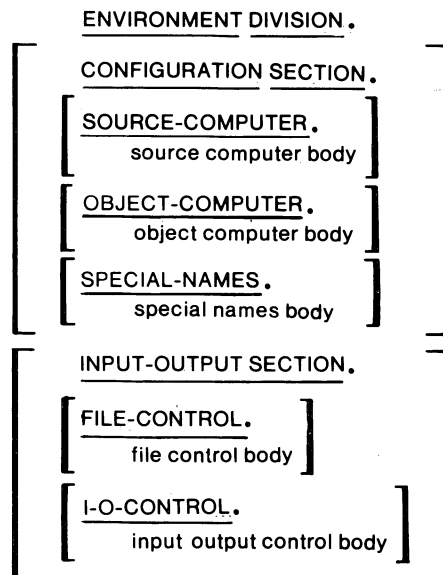 ENVIRONMENT DIVISION.
CONFIGURATION SECTION.
SOURCE-COMPUTER.
source computer body
OBJECT-COMPUTER.
object computer body
SPECIAL-NAMES.
special names body
INPUT-OUTPUT SECTION.
FILE-CONTROL.
file control body
I-O-CONTROL.
input output control body